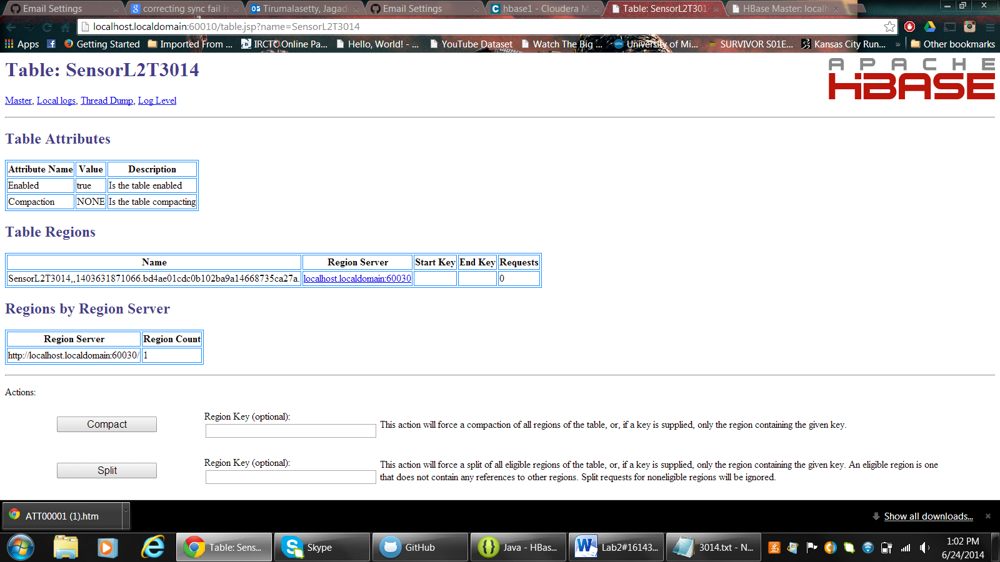 Email Settings
correcting sync fail is
Tirumalasetty, Jagad
Email Settings
hbase1 - Cloudera M
Table: SensorL2T301
HBase Master: localh
localhost.localdomain:60010/table.jsp?name=SensorL2T3014
Apps
Getting Started
Imported From ...
IRCTC Online Pa...
Hello, World! - ...
YouTube Dataset
Watch The Big ...
University of Mi...
SURVIVOR S01E...
Kansas City Run...
»
Other bookmarks
Table: SensorL2T3014
APACHE
HBASE
Master, Local logs, Thread Dump, Log Level
Table Attributes
Attribute Name Value Description
Enabled true Is the table enabled
Compaction NONE Is the table compacting
Table Regions
Name Region Server Start Key End Key Requests
SensorL2T3014,,1403631871066.bd4ae01cdc0b102ba9a14668735ca27a. localhost.localdomain:60030 0
Regions by Region Server
Region Server Region Count
http://localhost.localdomain:60030/ 1
Actions:
Compact
Region Key (optional):
This action will force a compaction of all regions of the table, or, if a key is supplied, only the region containing the given key.
Split
Region Key (optional):
This action will force a split of all eligible regions of the table, or, if a key is supplied, only the region containing the given key. An eligible region is one
that does not contain any references to other regions. Split requests for noneligible regions will be ignored.
ATT00001 (1).htm
Show all downloads...
Table: Sens...
Skype
GitHub
Java - HBas...
Lab2#16143...
3014.txt - N...
1:02 PM
6/24/2014